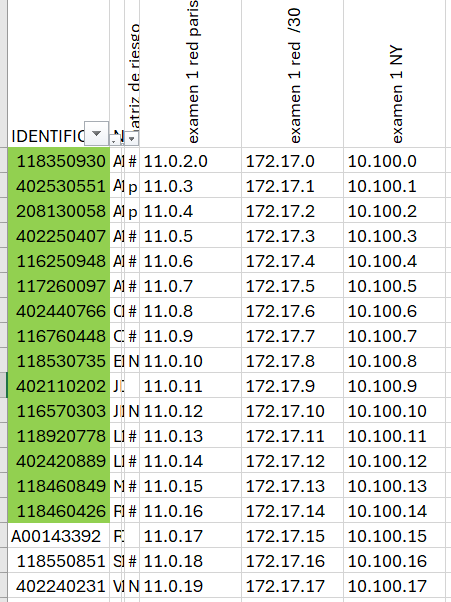 IDENTIFIC N atriz de riesgo examen 1 red paris examen 1 red /30 examen 1 NY
118350930 A # 11.0.2.0 172.17.0 10.100.0
402530551 A p 11.0.3 172.17.1 10.100.1
208130058 A p 11.0.4 172.17.2 10.100.2
402250407 A # 11.0.5 172.17.3 10.100.3
116250948 A # 11.0.6 172.17.4 10.100.4
117260097 A # 11.0.7 172.17.5 10.100.5
402440766 # 11.0.8 172.17.6 10.100.6
116760448 # 11.0.9 172.17.7 10.100.7
118530735 E N 11.0.10 172.17.8 10.100.8
402110202 J 11.0.11 172.17.9 10.100.9
116570303 J N 11.0.12 172.17.10 10.100.10
118920778 L # 11.0.13 172.17.11 10.100.11
402420889 L # 11.0.14 172.17.12 10.100.12
118460849 # 11.0.15 172.17.13 10.100.13
118460426 # 11.0.16 172.17.14 10.100.14
A00143392 11.0.17 172.17.15 10.100.15
118550851 S # 11.0.18 172.17.16 10.100.16
402240231 V N 11.0.19 172.17.17 10.100.17